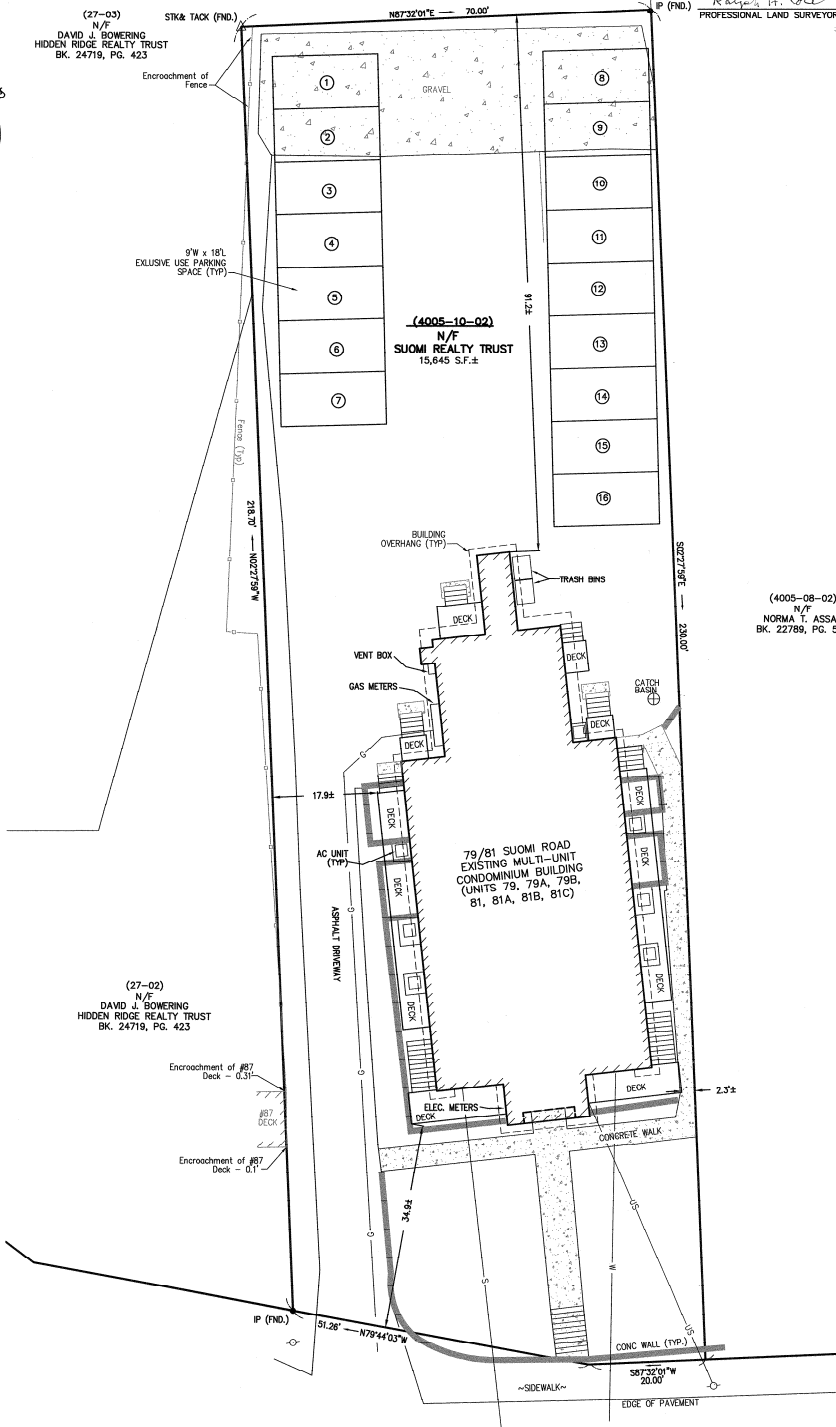 (27-03)
N/F
DAVID J. BOWERING
HIDDEN RIDGE REALTY TRUST
BK. 24719, PG. 423
STK& TACK (FND.)
N87°32'01"E
70.00'
IP (FND.)
PROFESSIONAL LAND SURVEYOR
Encroachment of
Fence
GRAVEL
1
2
3
4
5
6
7
8
9
10
11
12
13
14
15
16
9'W x 18'L
EXLUSIVE USE PARKING
SPACE (TYP)
(4005-10-02)
N/F
SUOMI REALTY TRUST
15,645 S.F.±
91.2±
Fence (Typ)
218.70'
N02°27'59"W
S02°27'59"E
230.00'
BUILDING
OVERHANG (TYP)
TRASH BINS
DECK
DECK
VENT BOX
GAS METERS
DECK
DECK
CATCH
BASIN
(4005-08-02)
N/F
NORMA T. ASSA
BK. 22789, PG. 5
17.9±
DECK
DECK
AC UNIT
(TYP)
DECK
DECK
79/81 SUOMI ROAD
EXISTING MULTI-UNIT
CONDOMINIUM BUILDING
(UNITS 79, 79A, 79B,
81, 81A, 81B, 81C)
ASPHALT DRIVEWAY
G
G
G
G
DECK
DECK
(27-02)
N/F
DAVID J. BOWERING
HIDDEN RIDGE REALTY TRUST
BK. 24719, PG. 423
Encroachment of #87
Deck - 0.31'
#87
DECK
Encroachment of #87
Deck - 0.1'
ELEC. METERS
DECK
DECK
2.3'±
CONCRETE WALK
34.9±
S
W
US
US
IP (FND.)
51.26'
N79°44'03"W
CONC WALL (TYP.)
S87°32'01"W
20.00'
~SIDEWALK~
EDGE OF PAVEMENT